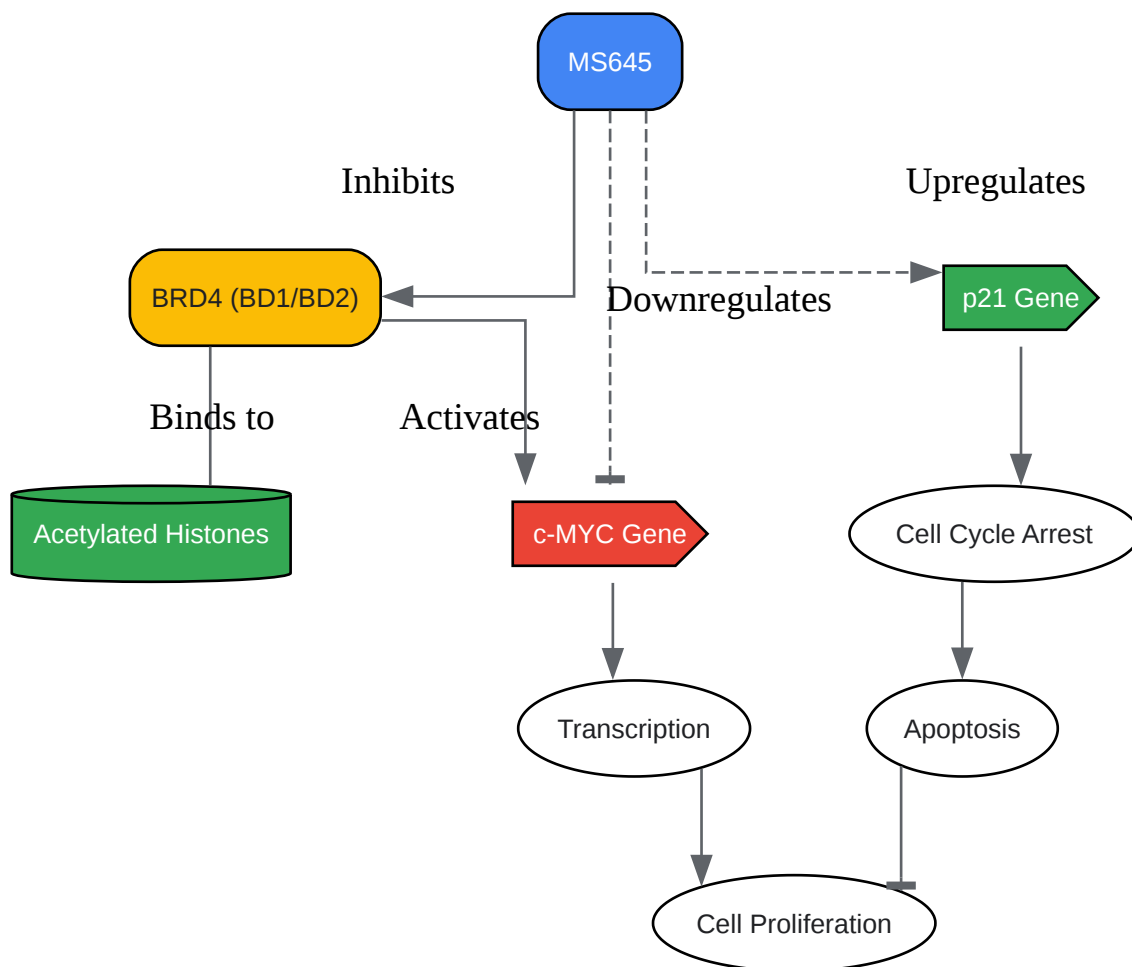 MS645
Inhibits
Upregulates
BRD4 (BD1/BD2)
Downregulates
p21 Gene
Binds to
Activates
Acetylated Histones
c-MYC Gene
Cell Cycle Arrest
Transcription
Apoptosis
Cell Proliferation